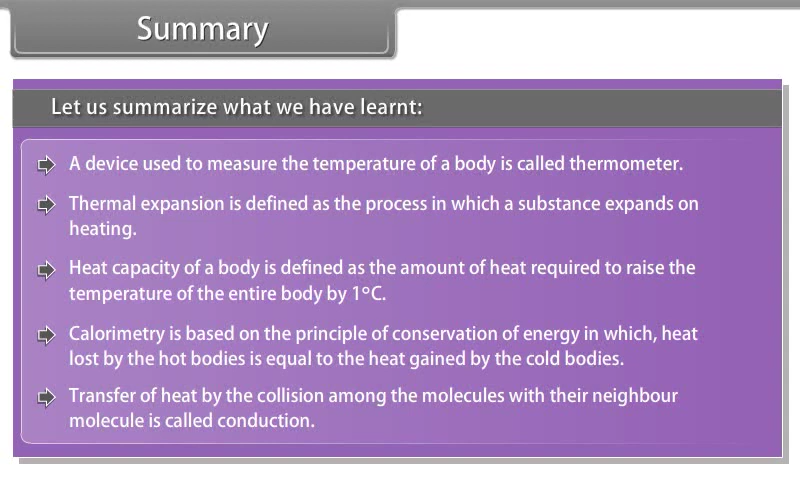 Summary
Let us summarize what we have learnt:
A device used to measure the temperature of a body is called thermometer.
Thermal expansion is defined as the process in which a substance expands on
heating.
Heat capacity of a body is defined as the amount of heat required to raise the
temperature of the entire body by 1°C.
Calorimetry is based on the principle of conservation of energy in which, heat
lost by the hot bodies is equal to the heat gained by the cold bodies.
Transfer of heat by the collision among the molecules with their neighbour
molecule is called conduction.